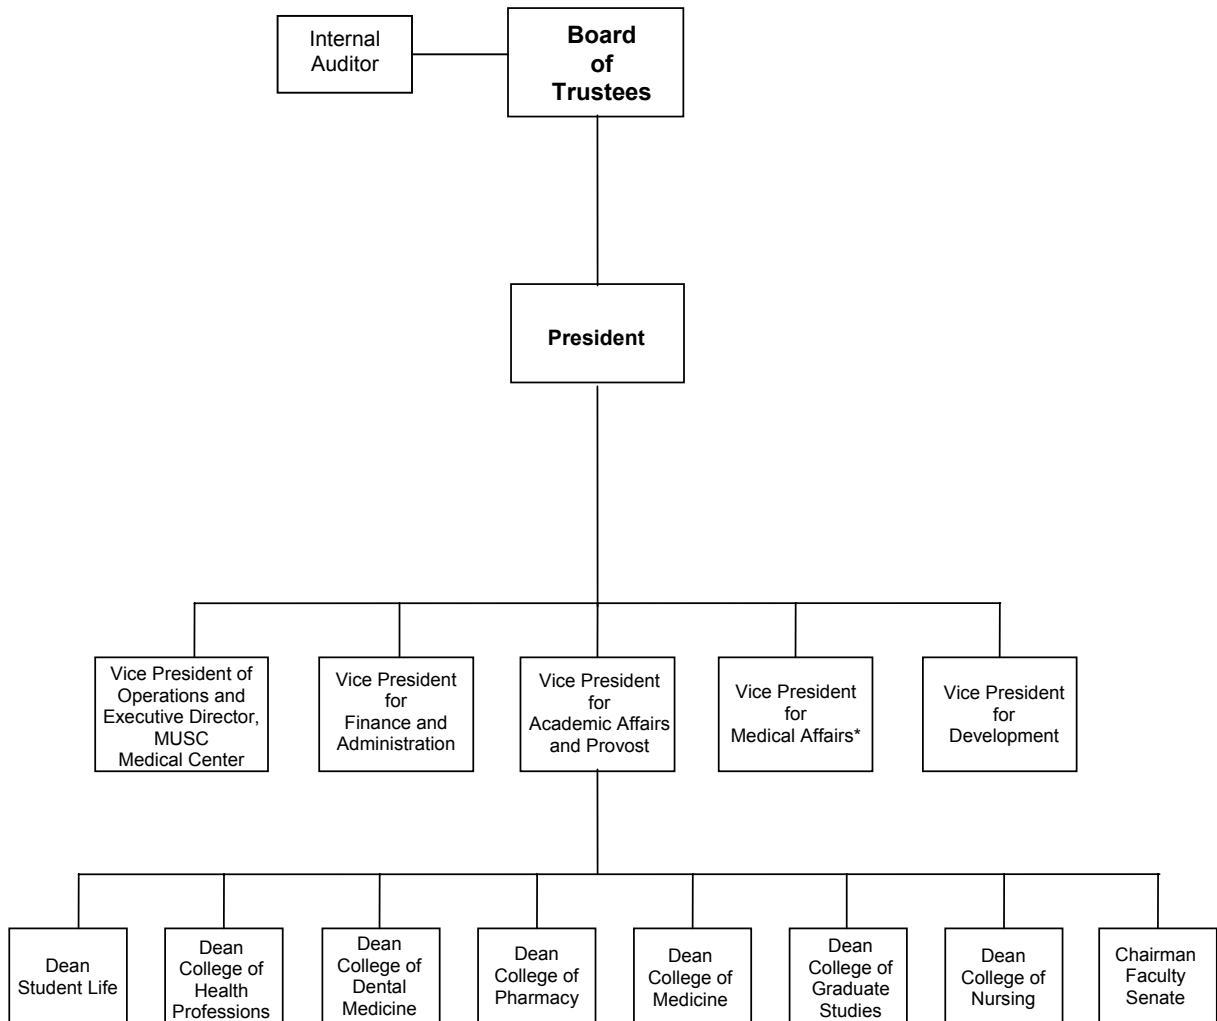 Internal
Auditor
Board
of
Trustees
President
Vice President of
Operations and
Executive Director,
MUSC
Medical Center
Vice President
for
Finance and
Administration
Vice President
for
Academic Affairs
and Provost
Vice President
for
Medical Affairs*
Vice President
for
Development
Dean
Student Life
Dean
College of
Health
Professions
Dean
College of
Dental
Medicine
Dean
College of
Pharmacy
Dean
College of
Medicine
Dean
College of
Graduate
Studies
Dean
College of
Nursing
Chairman
Faculty
Senate